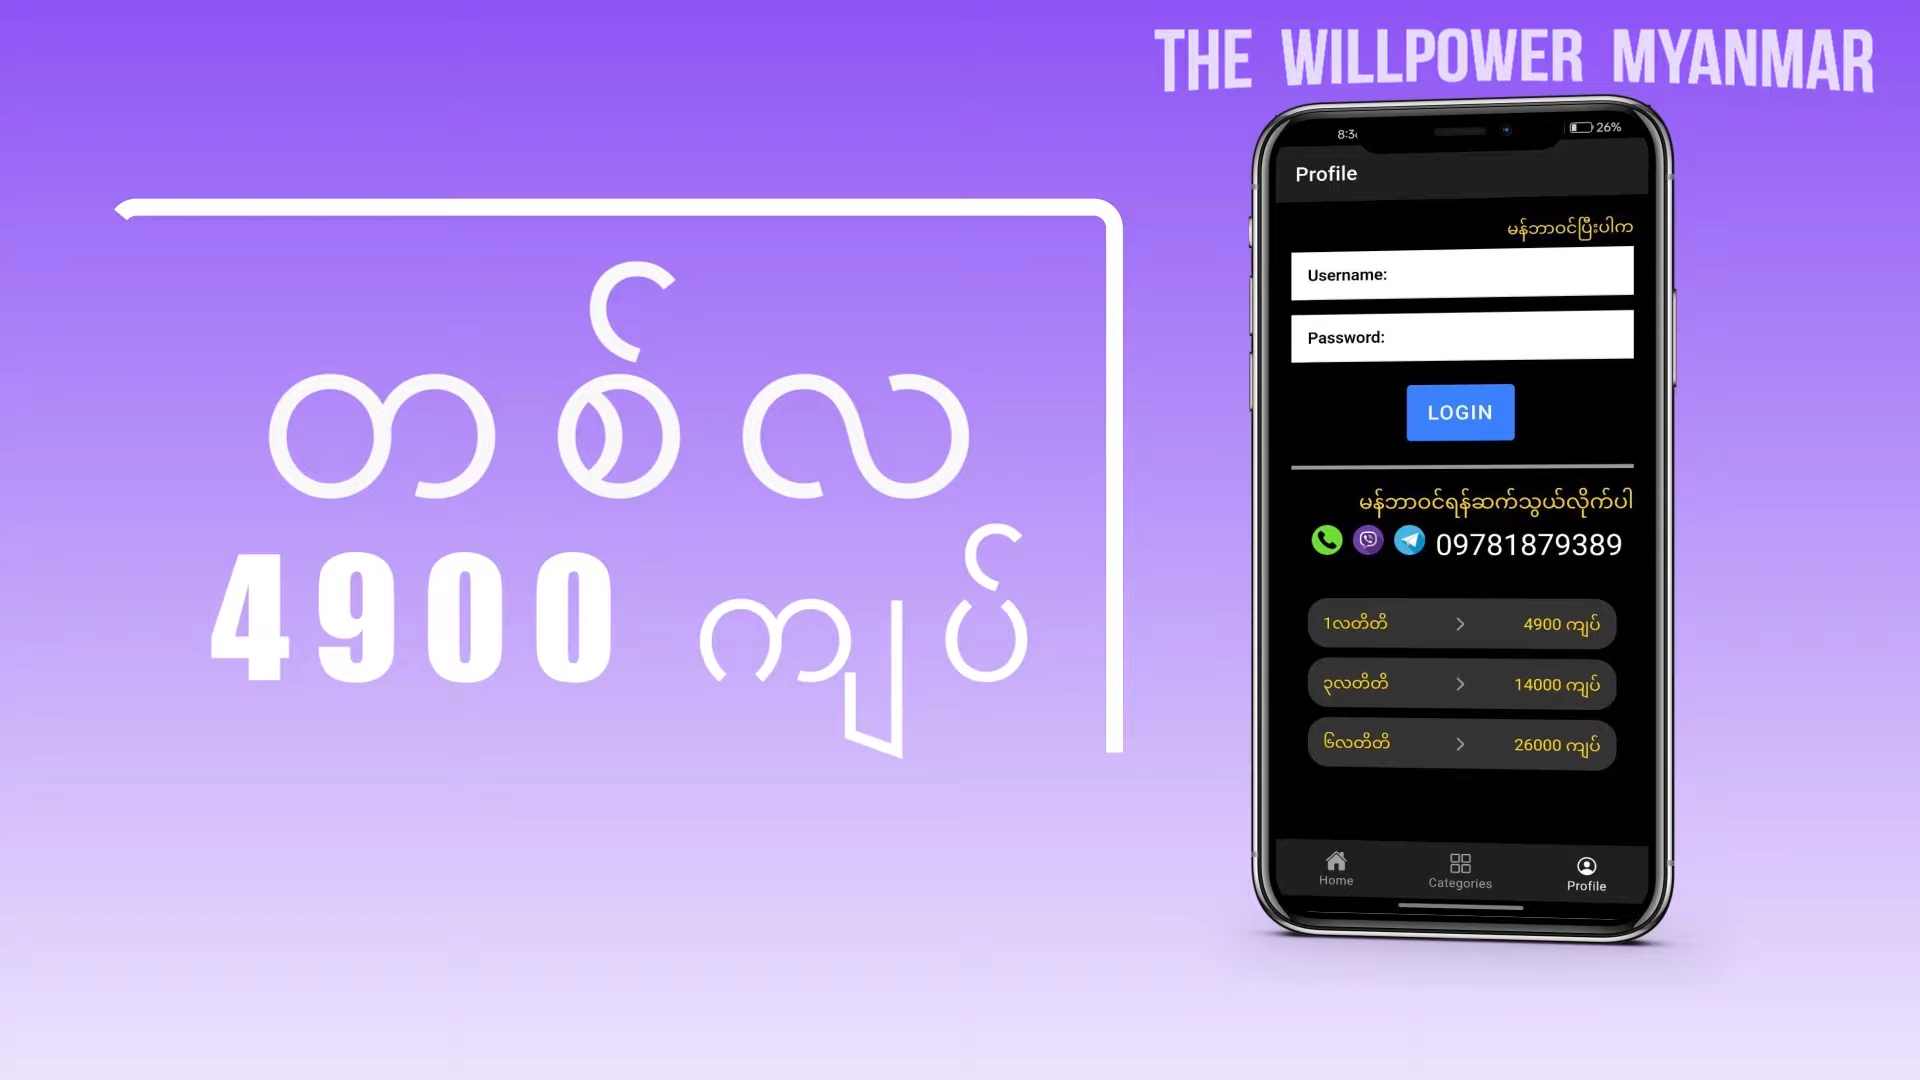 THE WILLPOWER MYANMAR
တစ်လ
4900 ကျပ်
8:3
26%
Profile
မန်ဘာဝင်ပြီးပါက
Username:
Password:
LOGIN
မန်ဘာဝင်ရန်ဆက်သွယ်လိုက်ပါ
09781879389
1လတိတိ > 4900 ကျပ်
၃လတိတိ > 14000 ကျပ်
၆လတိတိ > 26000 ကျပ်
Home Categories Profile